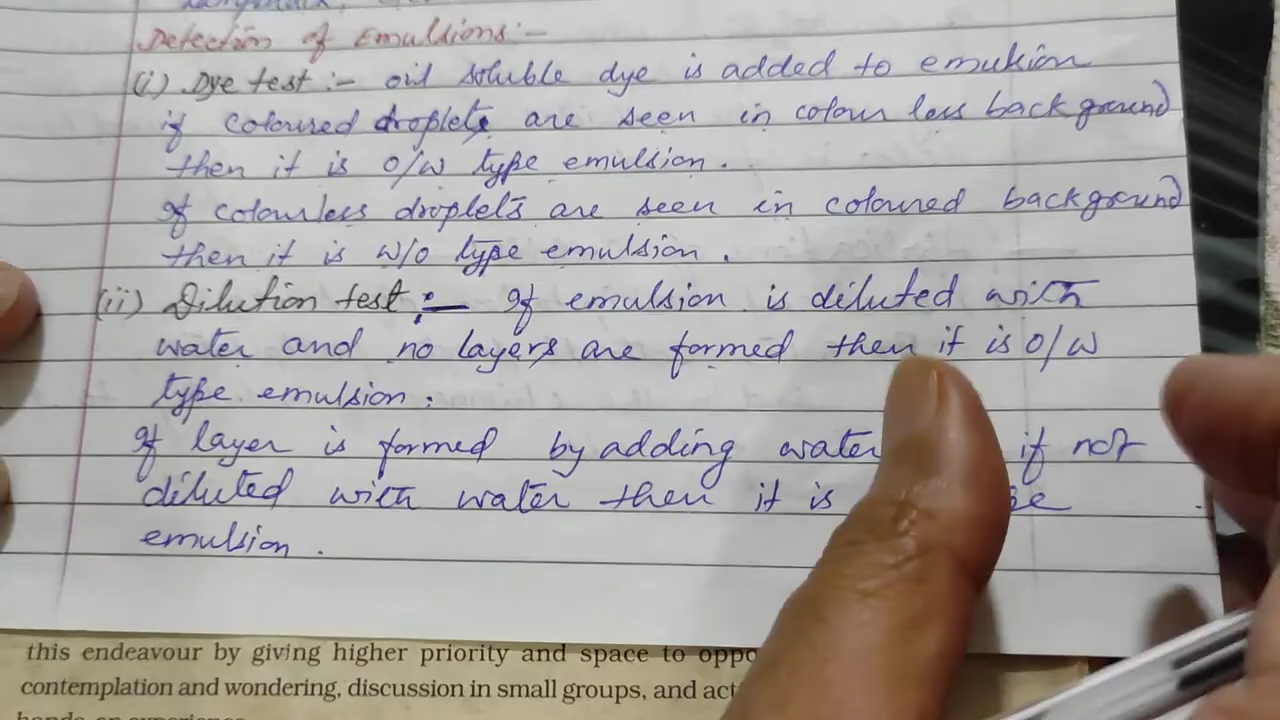 Detection of Emulsions :-
(i) Dye test :- oil soluble dye is added to emulsion
if coloured droplets are seen in colour less back ground
then it is O/W type emulsion.
If colourless droplets are seen in coloured background
then it is W/O type emulsion.
(ii) Dilution test :- If emulsion is diluted with
water and no layers are formed then it is O/W
type emulsion.
If layer is formed by adding water if not
diluted with water then it is
emulsion.
this endeavour by giving higher priority and space to
contemplation and wondering, discussion in small groups, and